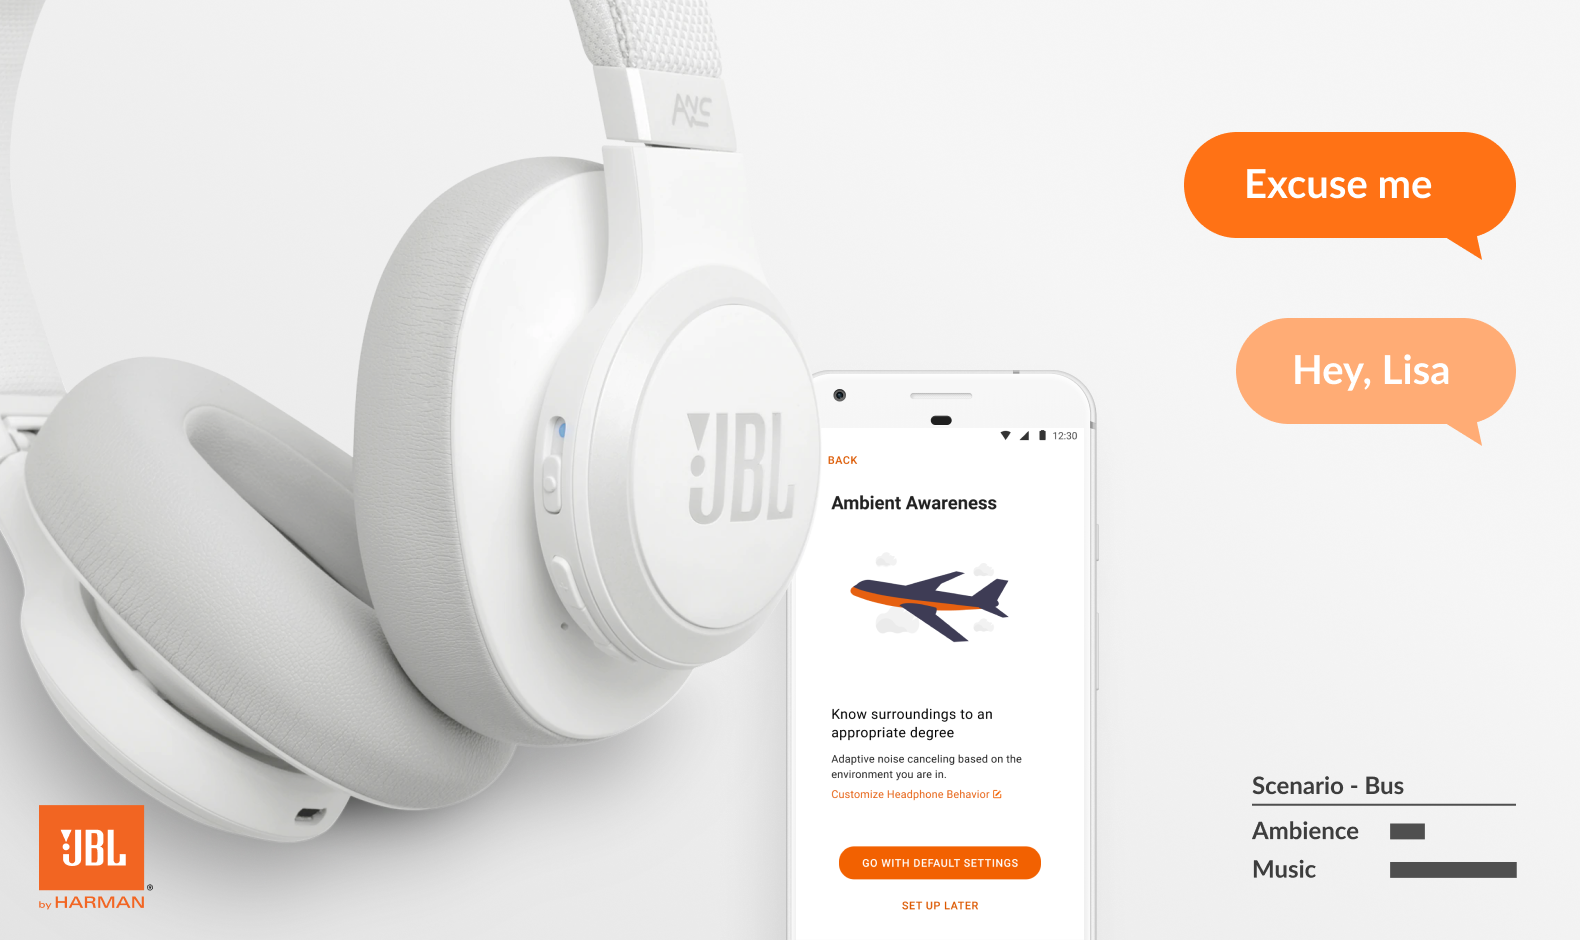 ANC
Excuse me
Hey, Lisa
JBL
12:30
BACK
Ambient Awareness
Know surroundings to an
appropriate degree
Adaptive noise canceling based on the
environment you are in.
Customize Headphone Behavior
GO WITH DEFAULT SETTINGS
SET UP LATER
Scenario - Bus
Ambience
Music
JBL
®
by HARMAN